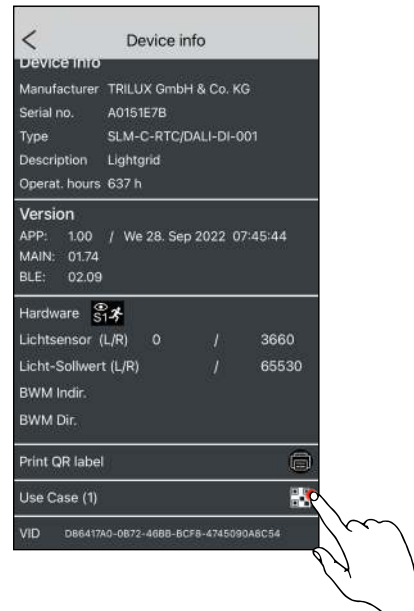 Device info
Device info
Manufacturer TRILUX GmbH & Co. KG
Serial no. A0151E7B
Type SLM-C-RTC/DALI-DI-001
Description Lightgrid
Operat. hours 637 h
Version
APP: 1.00 / We 28. Sep 2022 07:45:44
MAIN: 01.74
BLE: 02.09
Hardware S1
Lichtsensor (L/R) 0 / 3660
Licht-Sollwert (L/R) / 65530
BWM Indir.
BWM Dir.
Print QR label
Use Case (1)
VID D86417A0-0B72-46BB-BCF8-4745090A8C54